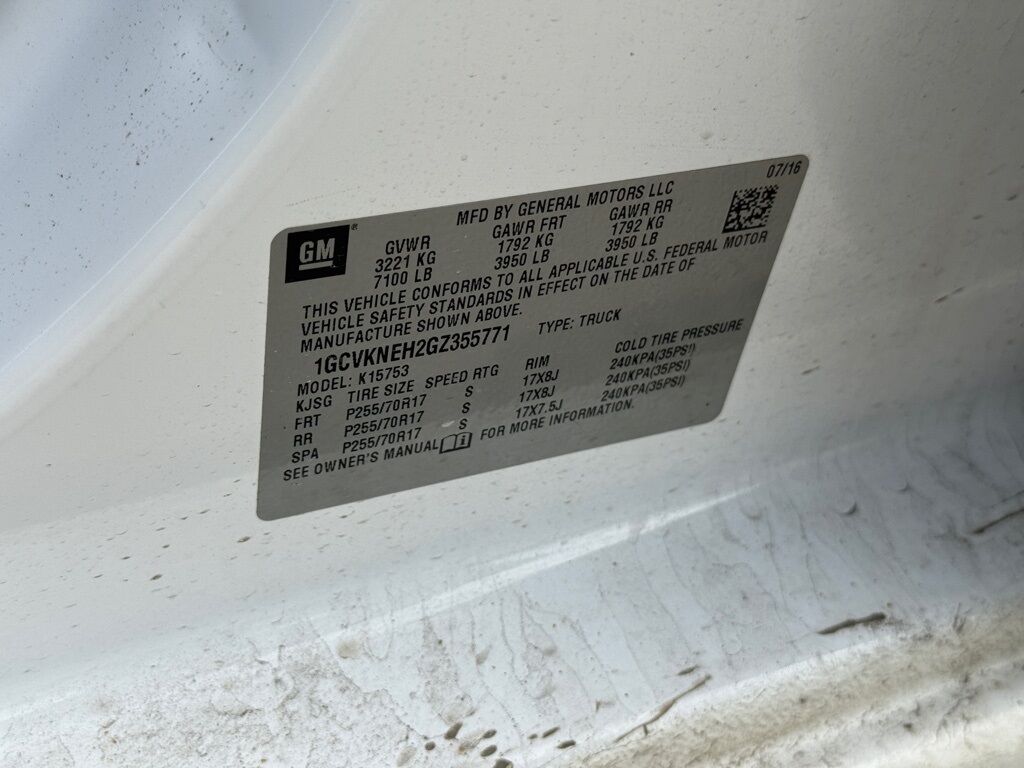 07/16
MFD BY GENERAL MOTORS LLC
GM®
GVWR GAWR FRT GAWR RR
3221 KG 1792 KG 1792 KG
7100 LB 3950 LB 3950 LB
THIS VEHICLE CONFORMS TO ALL APPLICABLE U.S. FEDERAL MOTOR
VEHICLE SAFETY STANDARDS IN EFFECT ON THE DATE OF
MANUFACTURE SHOWN ABOVE.
1GCVKNEH2GZ355771 TYPE: TRUCK
MODEL: K15753
KJSG TIRE SIZE SPEED RTG RIM COLD TIRE PRESSURE
FRT P255/70R17 S 17X8J 240KPA(35PSI)
RR P255/70R17 S 17X8J 240KPA(35PSI)
SPA P255/70R17 S 17X7.5J 240KPA(35PSI)
SEE OWNER'S MANUAL i FOR MORE INFORMATION.